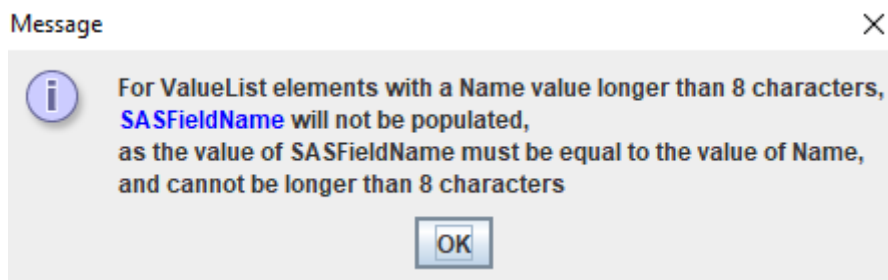 Message
For ValueList elements with a Name value longer than 8 characters,
SASFieldName will not be populated,
as the value of SASFieldName must be equal to the value of Name,
and cannot be longer than 8 characters
OK